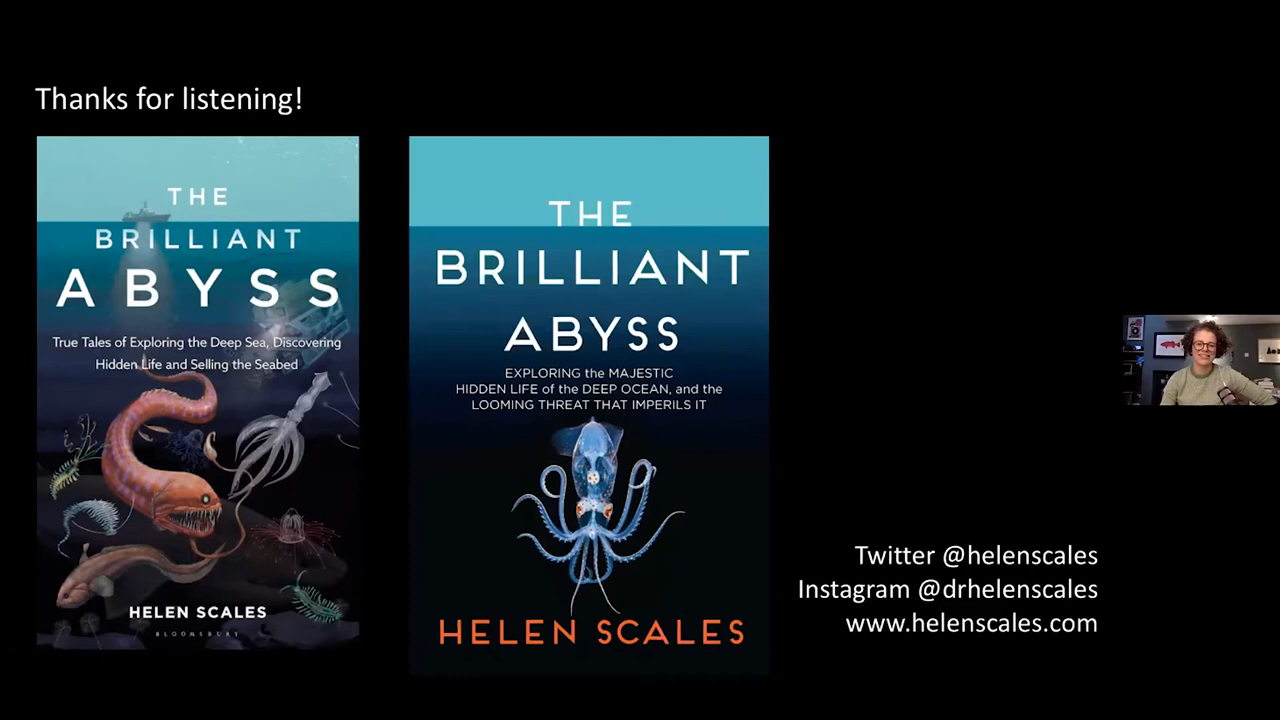 Thanks for listening!
THE
BRILLIANT
ABYSS
True Tales of Exploring the Deep Sea, Discovering
Hidden Life and Selling the Seabed
HELEN SCALES
BLOOMSBURY
THE
BRILLIANT
ABYSS
EXPLORING the MAJESTIC
HIDDEN LIFE of the DEEP OCEAN, and the
LOOMING THREAT THAT IMPERILS IT
HELEN SCALES
Twitter @helenscales
Instagram @drhelenscales
www.helenscales.com